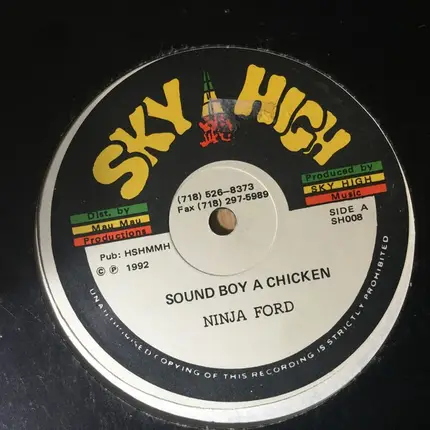 SKY HIGH
(718) 526-8373
Fax (718) 297-5989
Dist. by
Mau Mau
Productions
Produced by
SKY HIGH
Music
Pub: HSHMMH
© ℗ 1992
SIDE A
SH008
SOUND BOY A CHICKEN
NINJA FORD
UNAUTHORISED COPYING OF THIS RECORDING IS STRICTLY PROHIBITED